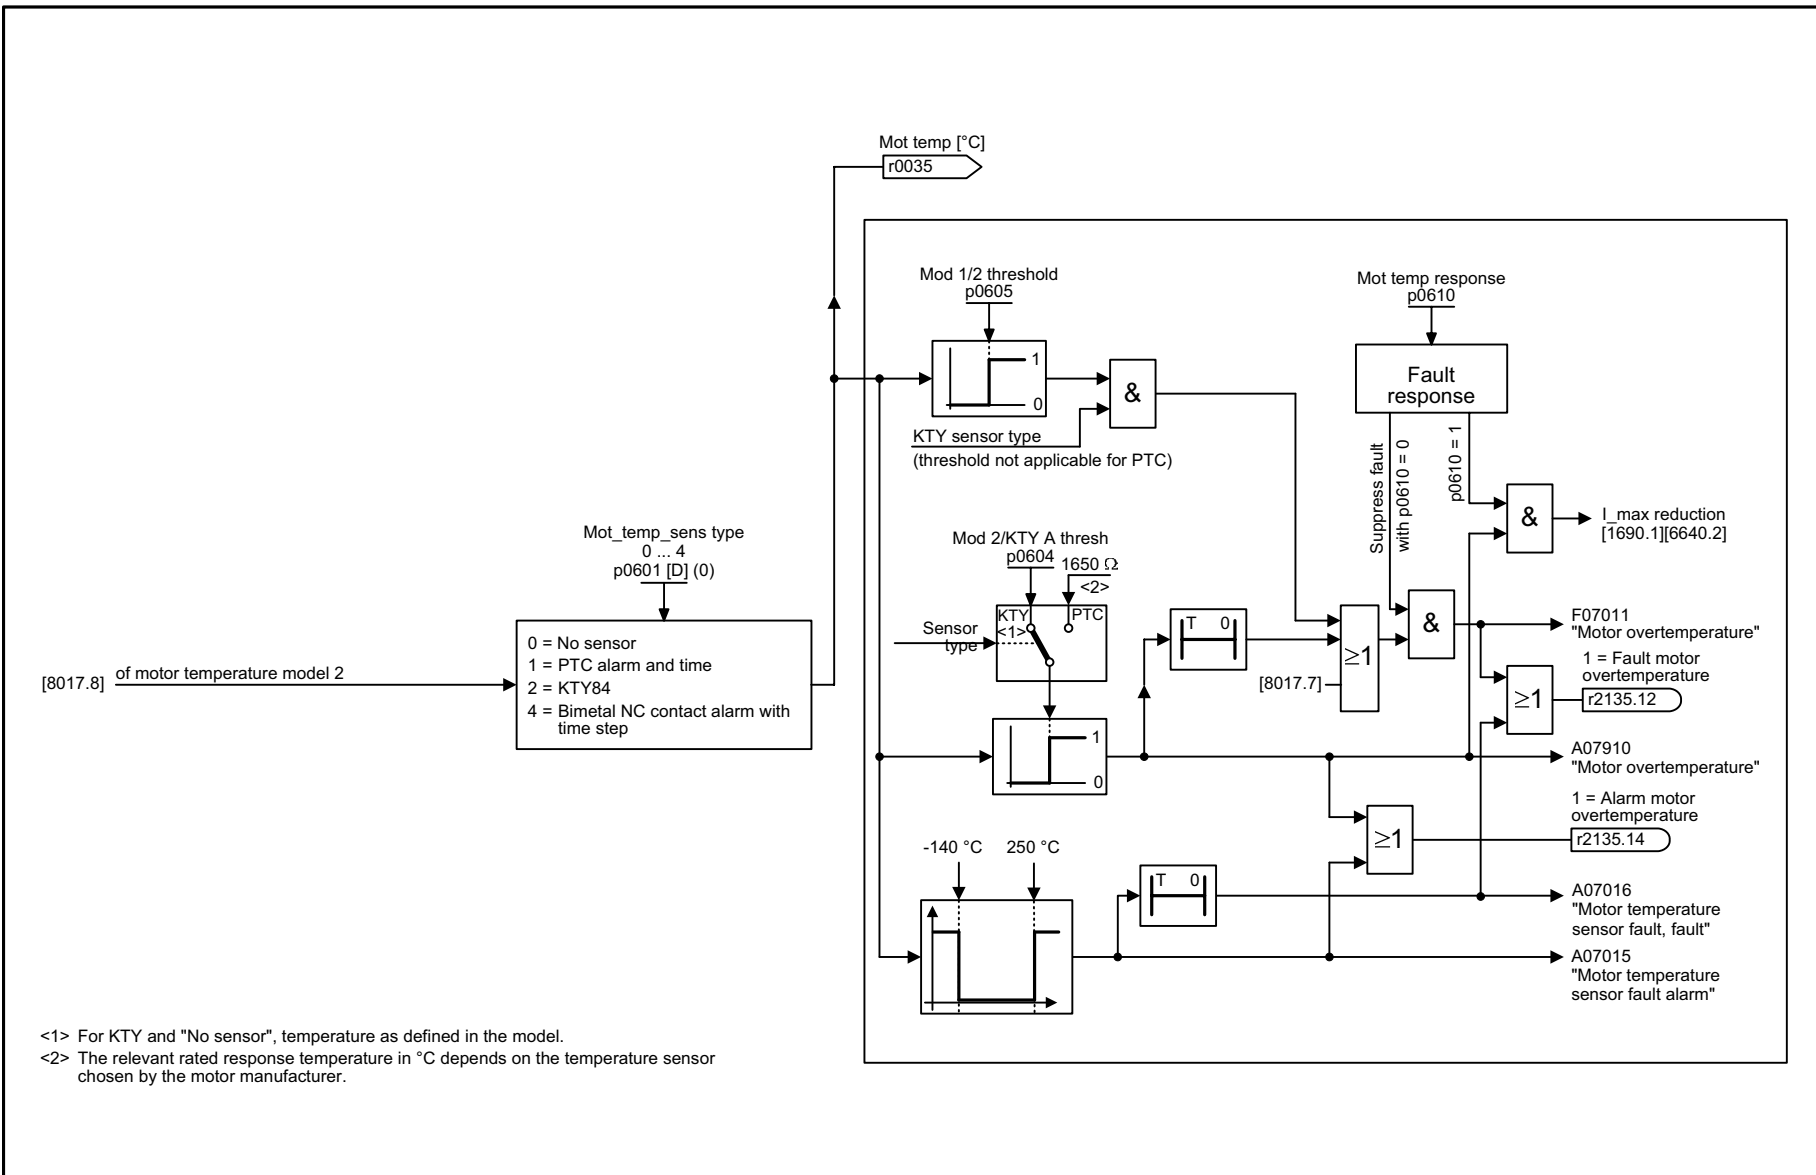 Mot temp [°C]
r0035
Mod 1/2 threshold
p0605
1
0
&
KTY sensor type
(threshold not applicable for PTC)
Mot temp response
p0610
Fault
response
Suppress fault
with p0610 = 0
p0610 = 1
&
I_max reduction
[1690.1][6640.2]
Mot_temp_sens type
0 ... 4
p0601 [D] (0)
0 = No sensor
1 = PTC alarm and time
2 = KTY84
4 = Bimetal NC contact alarm with
time step
[8017.8]
of motor temperature model 2
Mod 2/KTY A thresh
p0604
1650 Ω
<2>
KTY
<1>
PTC
Sensor
type
T 0
[8017.7]
≥1
&
F07011
"Motor overtemperature"
1 = Fault motor
overtemperature
≥1
r2135.12
1
0
A07910
"Motor overtemperature"
1 = Alarm motor
overtemperature
≥1
r2135.14
-140 °C
250 °C
T 0
A07016
"Motor temperature
sensor fault, fault"
A07015
"Motor temperature
sensor fault alarm"
<1> For KTY and "No sensor", temperature as defined in the model.
<2> The relevant rated response temperature in °C depends on the temperature sensor
chosen by the motor manufacturer.